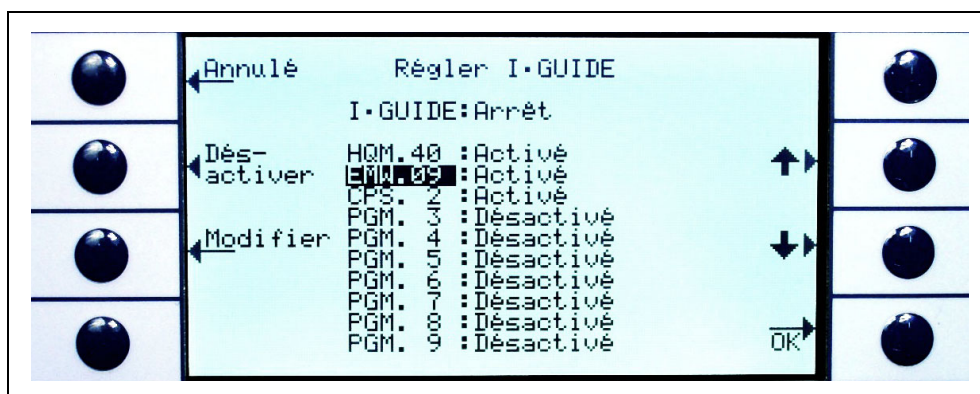 Annulé Régler I·GUIDE
I·GUIDE:Arrêt
Dés-
activer
HQM.40 :Activé
EMW.09 :Activé
CPS. 2 :Activé
PGM. 3 :Désactivé
Modifier PGM. 4 :Désactivé
PGM. 5 :Désactivé
PGM. 6 :Désactivé
PGM. 7 :Désactivé
PGM. 8 :Désactivé
PGM. 9 :Désactivé
OK